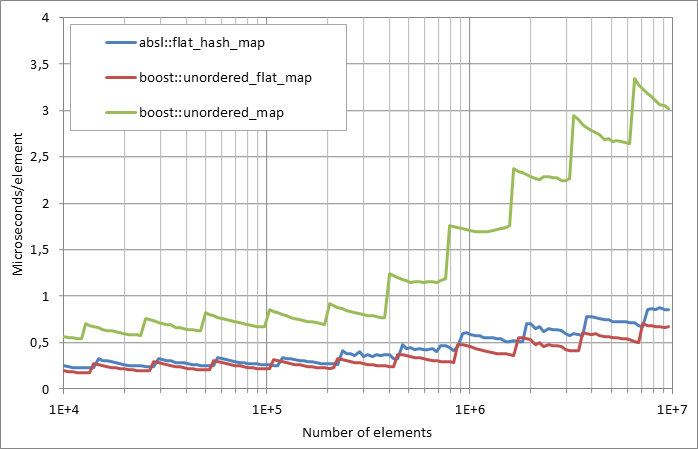 4
3,5
3
2,5
2
1,5
1
0,5
0
Microseconds/element
absl::flat_hash_map
boost::unordered_flat_map
boost::unordered_map
1E+4
1E+5
1E+6
1E+7
Number of elements